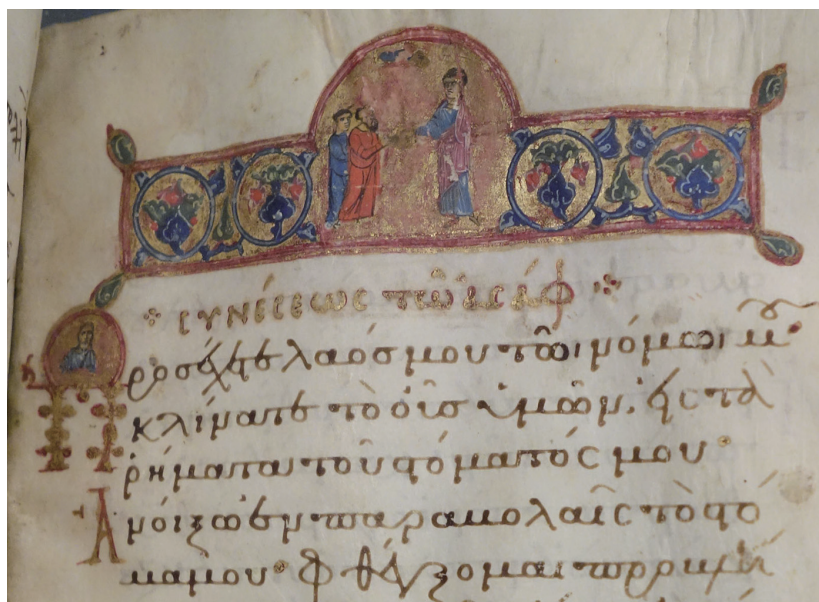 συνέσεως τῶ ἀσάφ
Προσέχετε λαός μου τῶι νόμωι μου
κλίνατε τὸ οὖς ὑμῶν, εἰς τὰ
ῥήματα τοῦ στόματός μου
Ἀνοίξω ἐν παραβολαῖς τὸ στό
μα μου φθέγξομαι προβλή